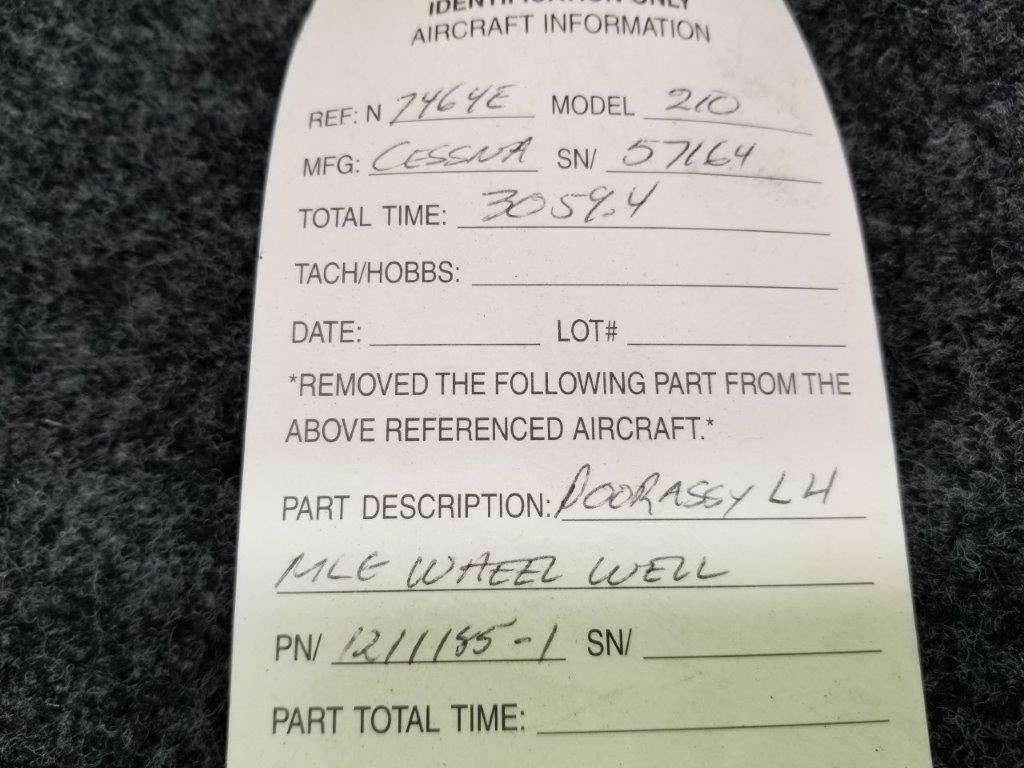 IDENTIFICATION ONLY
AIRCRAFT INFORMATION
REF: N 7464E MODEL 210
MFG: CESSNA SN/ 57164
TOTAL TIME: 3059.4
TACH/HOBBS:
DATE: LOT#
*REMOVED THE FOLLOWING PART FROM THE
ABOVE REFERENCED AIRCRAFT.*
PART DESCRIPTION: DOOR ASSY LH
MLG WHEEL WELL
PN/ 1211185-1 SN/
PART TOTAL TIME: